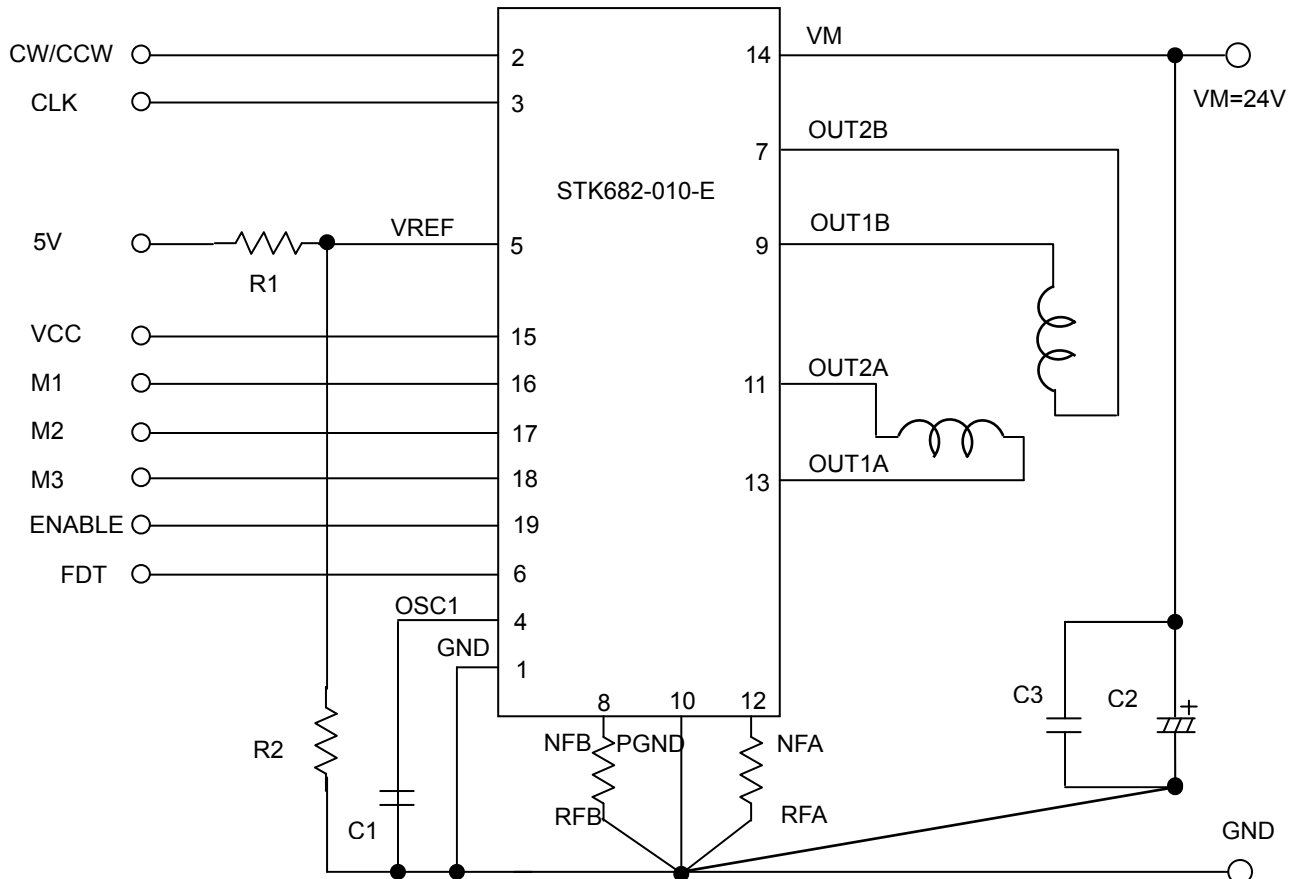 CW/CCW
2
14
VM
CLK
3
VM=24V
OUT2B
7
STK682-010-E
5V
R1
VREF
5
9
OUT1B
VCC
15
M1
16
11
OUT2A
M2
17
M3
18
13
OUT1A
ENABLE
19
FDT
6
OSC1
4
GND
1
8
10
12
C3
C2
+
R2
NFB
PGND
NFA
C1
RFB
RFA
GND